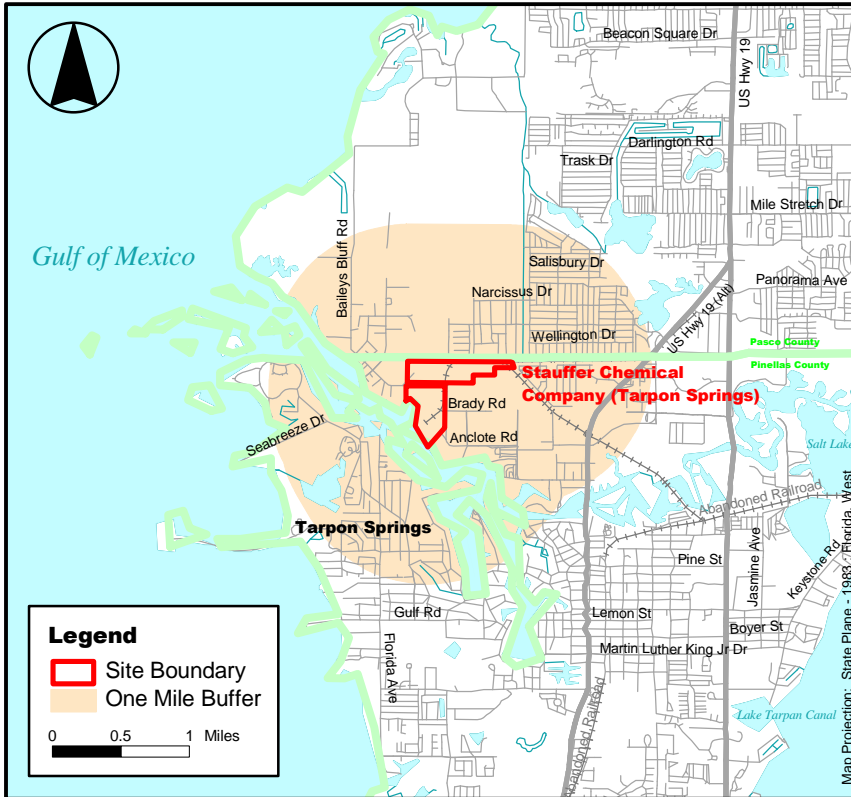 Beacon Square Dr
US Hwy 19
Darlington Rd
Trask Dr
Mile Stretch Dr
Gulf of Mexico
Baileys Bluff Rd
Salisbury Dr
Panorama Ave
Narcissus Dr
US Hwy 19 (Alt)
Wellington Dr
Pasco County
Pinellas County
Stauffer Chemical
Company (Tarpon Springs)
Brady Rd
Seabreeze Dr
Anclote Rd
Salt Lake
Abandoned Railroad
Tarpon Springs
Pine St
Jasmine Ave
Keystone Rd
Gulf Rd
Lemon St
Boyer St
Martin Luther King Jr Dr
Florida Ave
Abandoned Railroad
Lake Tarpan Canal
Map Projection: State Plane - 1983 : Florida, West
Legend
Site Boundary
One Mile Buffer
0 0.5 1 Miles